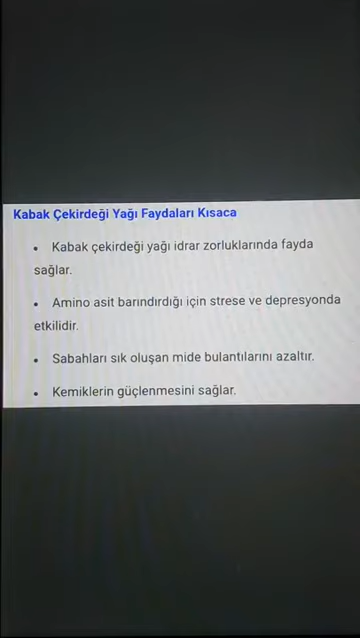 Kabak Çekirdeği Yağı Faydaları Kısaca
• Kabak çekirdeği yağı idrar zorluklarında fayda
sağlar.
• Amino asit barındırdığı için strese ve depresyonda
etkilidir.
• Sabahları sık oluşan mide bulantılarını azaltır.
• Kemiklerin güçlenmesini sağlar.